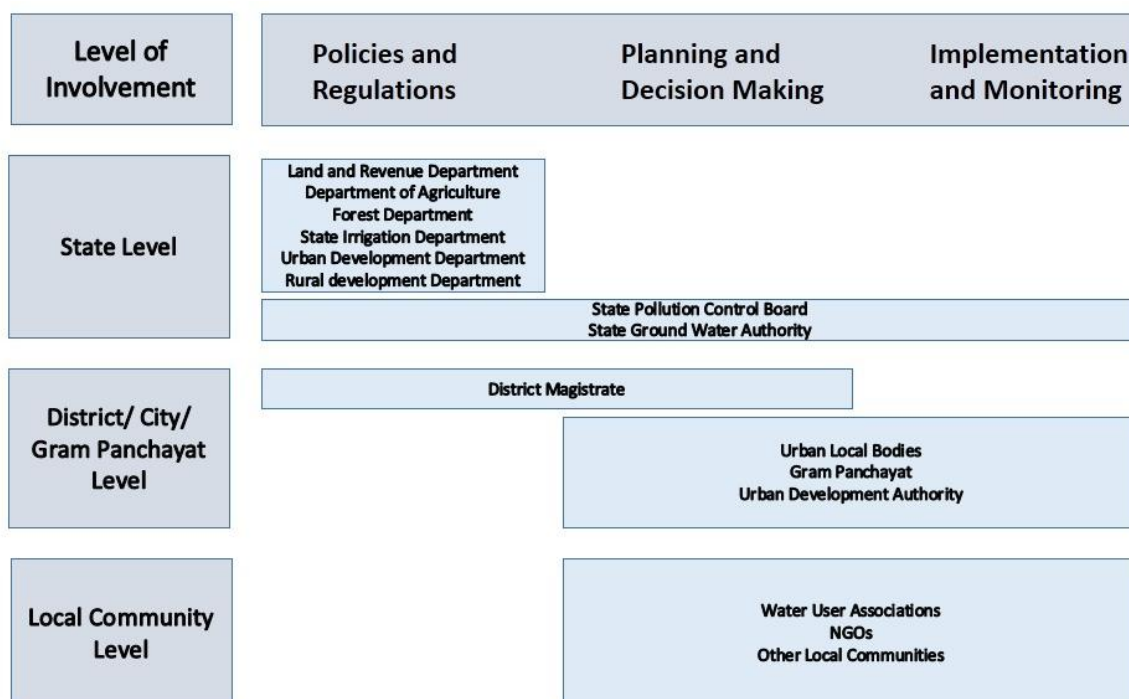 Level of
Involvement
Policies and
Regulations
Planning and
Decision Making
Implementation
and Monitoring
State Level
Land and Revenue Department
Department of Agriculture
Forest Department
State Irrigation Department
Urban Development Department
Rural development Department
State Pollution Control Board
State Ground Water Authority
District/ City/
Gram Panchayat
Level
District Magistrate
Urban Local Bodies
Gram Panchayat
Urban Development Authority
Local Community
Level
Water User Associations
NGOs
Other Local Communities